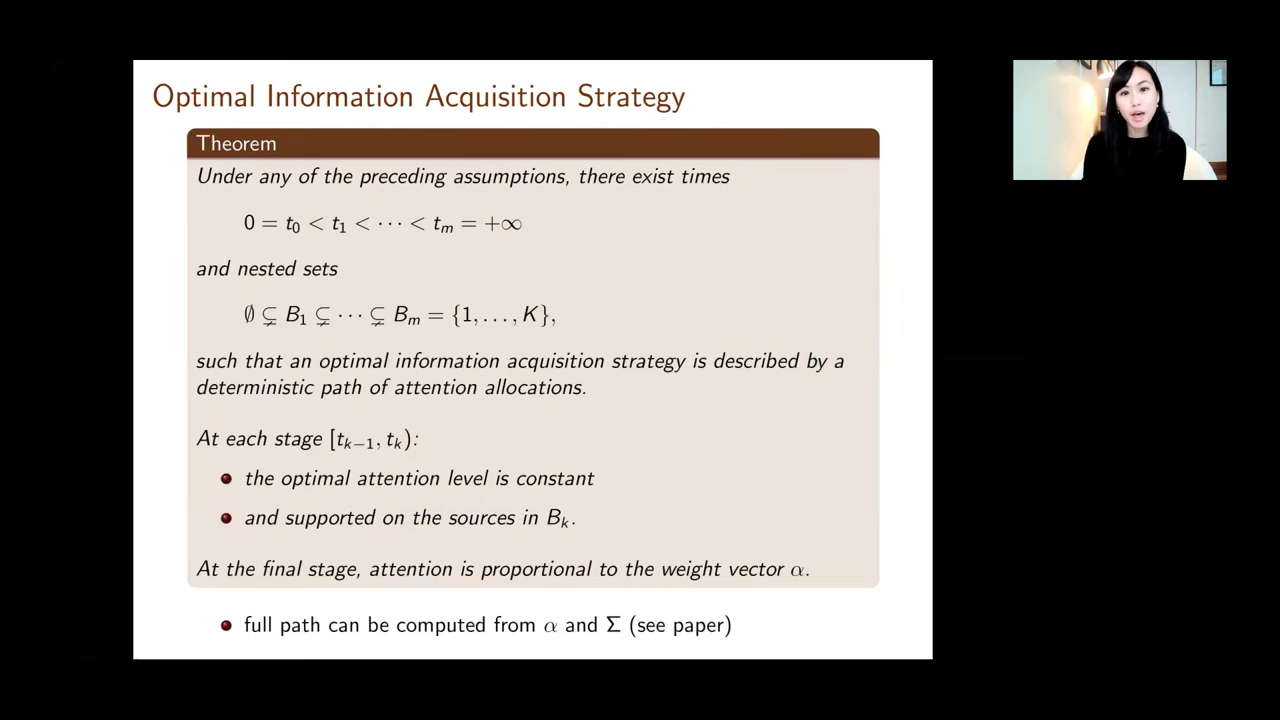 Optimal Information Acquisition Strategy
Theorem
Under any of the preceding assumptions, there exist times
0 = t₀ < t₁ < ⋯ < tₘ = +∞
and nested sets
∅ ⊊ B₁ ⊊ ⋯ ⊊ Bₘ = {1, …, K},
such that an optimal information acquisition strategy is described by a
deterministic path of attention allocations.
At each stage [tₖ₋₁, tₖ):
the optimal attention level is constant
and supported on the sources in Bₖ.
At the final stage, attention is proportional to the weight vector α.
full path can be computed from α and Σ (see paper)